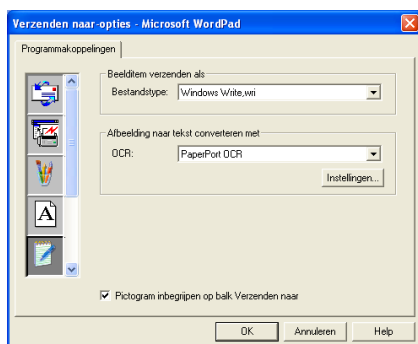 Verzenden naar-opties - Microsoft WordPad
Programmakoppelingen
Beelditem verzenden als
Bestandstype: Windows Write,wri
Afbeelding naar tekst converteren met
OCR: PaperPort OCR
Instellingen...
A
Pictogram inbegrijpen op balk Verzenden naar
OK Annuleren Help